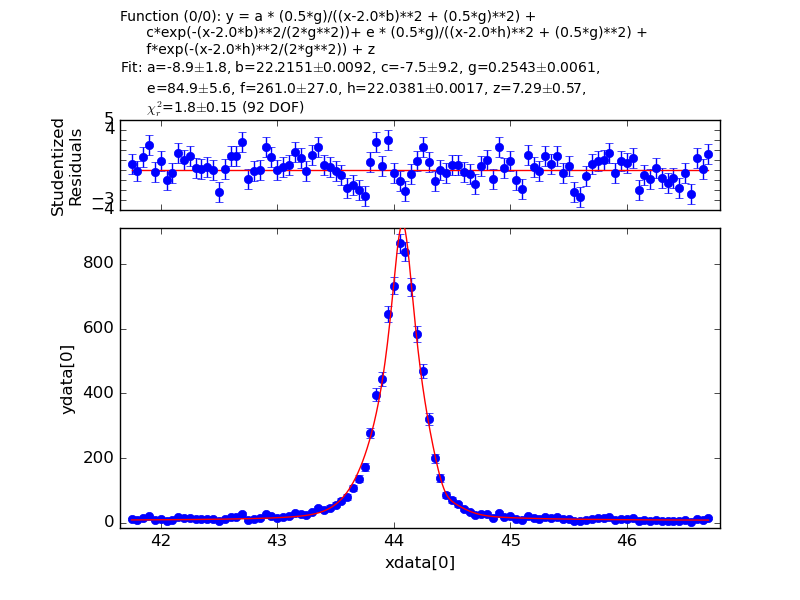 Function (0/0): y = a * (0.5*g)/((x-2.0*b)**2 + (0.5*g)**2) +
c*exp(-(x-2.0*b)**2/(2*g**2))+ e * (0.5*g)/((x-2.0*h)**2 + (0.5*g)**2) +
f*exp(-(x-2.0*h)**2/(2*g**2)) + z
Fit: a=-8.9±1.8, b=22.2151±0.0092, c=-7.5±9.2, g=0.2543±0.0061,
e=84.9±5.6, f=261.0±27.0, h=22.0381±0.0017, z=7.29±0.57,
χ²ᵣ=1.8±0.15 (92 DOF)
5
4
−3
−4
Studentized
Residuals
800
600
400
200
0
ydata[0]
42
43
44
45
46
xdata[0]